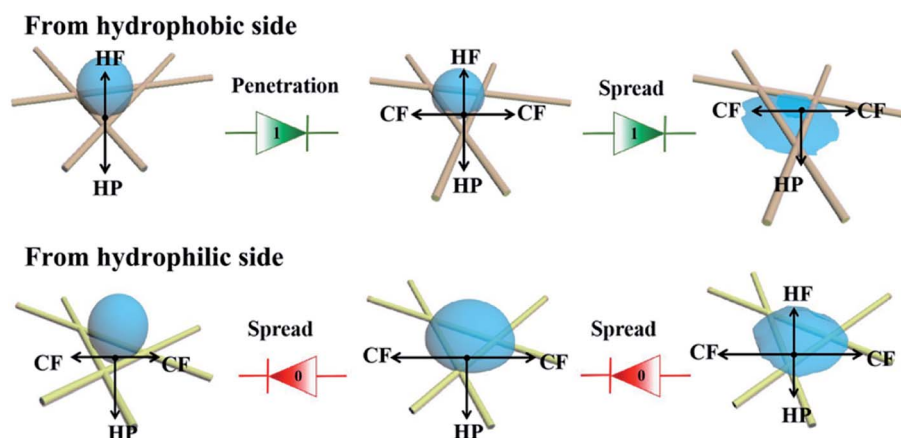 From hydrophobic side
HF
HP
Penetration
1
HF
CF
CF
HP
Spread
1
CF
CF
HP
From hydrophilic side
CF
CF
HP
Spread
0
CF
CF
HP
Spread
0
HF
CF
CF
HP